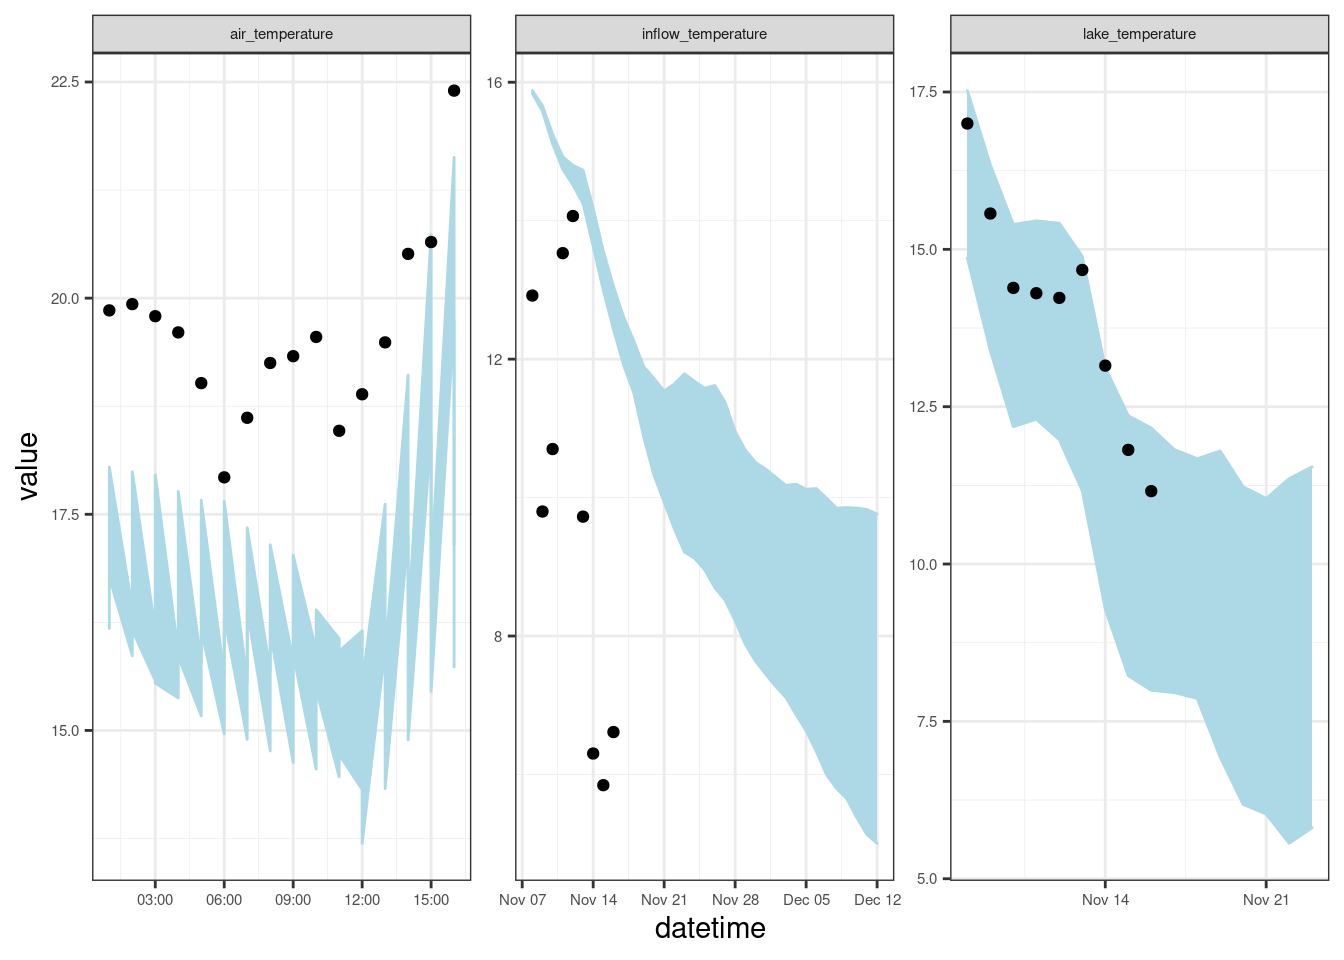 air_temperature
inflow_temperature
lake_temperature
22.5
20.0
17.5
15.0
16
12
8
17.5
15.0
12.5
10.0
7.5
5.0
value
03:00 06:00 09:00 12:00 15:00
Nov 07 Nov 14 Nov 21 Nov 28 Dec 05 Dec 12
Nov 14 Nov 21
datetime